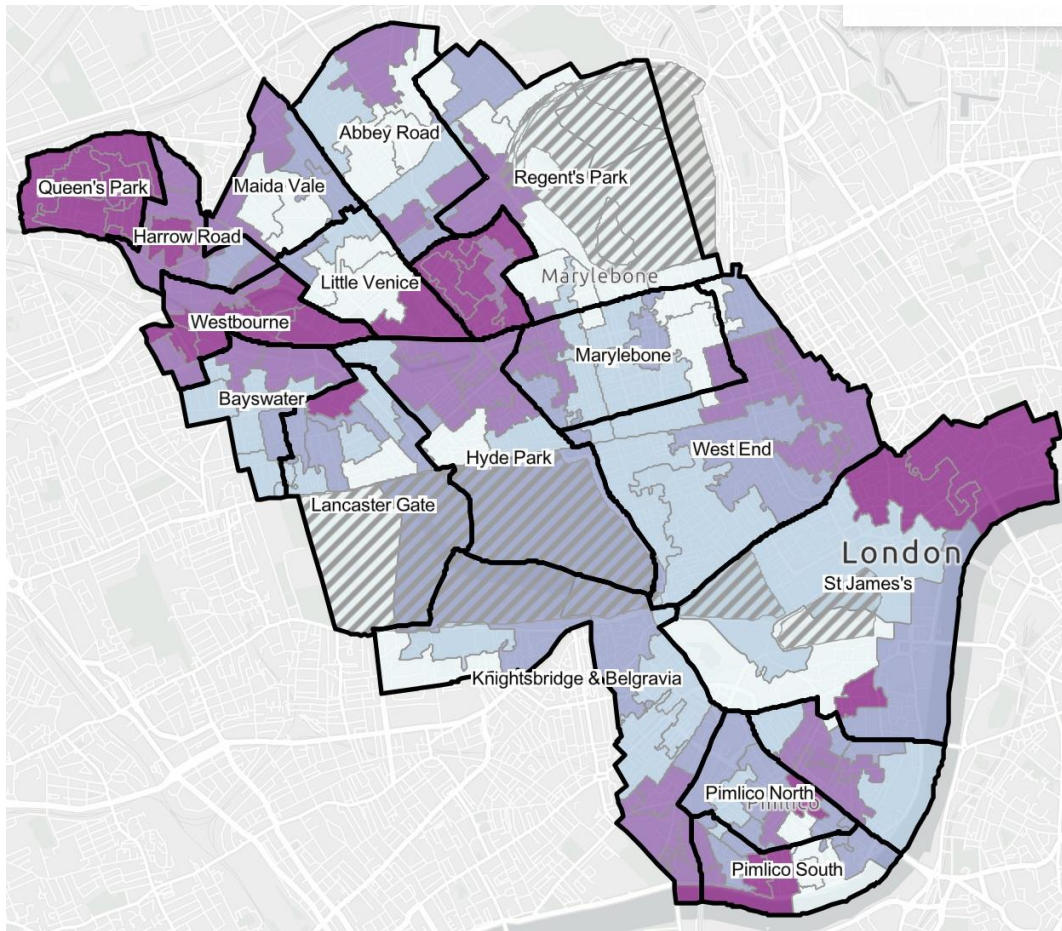 Abbey Road
Regent's Park
Queen's Park
Maida Vale
Harrow Road
Little Venice
Marylebone
Westbourne
Marylebone
Bayswater
West End
Hyde Park
Lancaster Gate
London
St James's
Knightsbridge & Belgravia
Pimlico North
Pimlico
Pimlico South